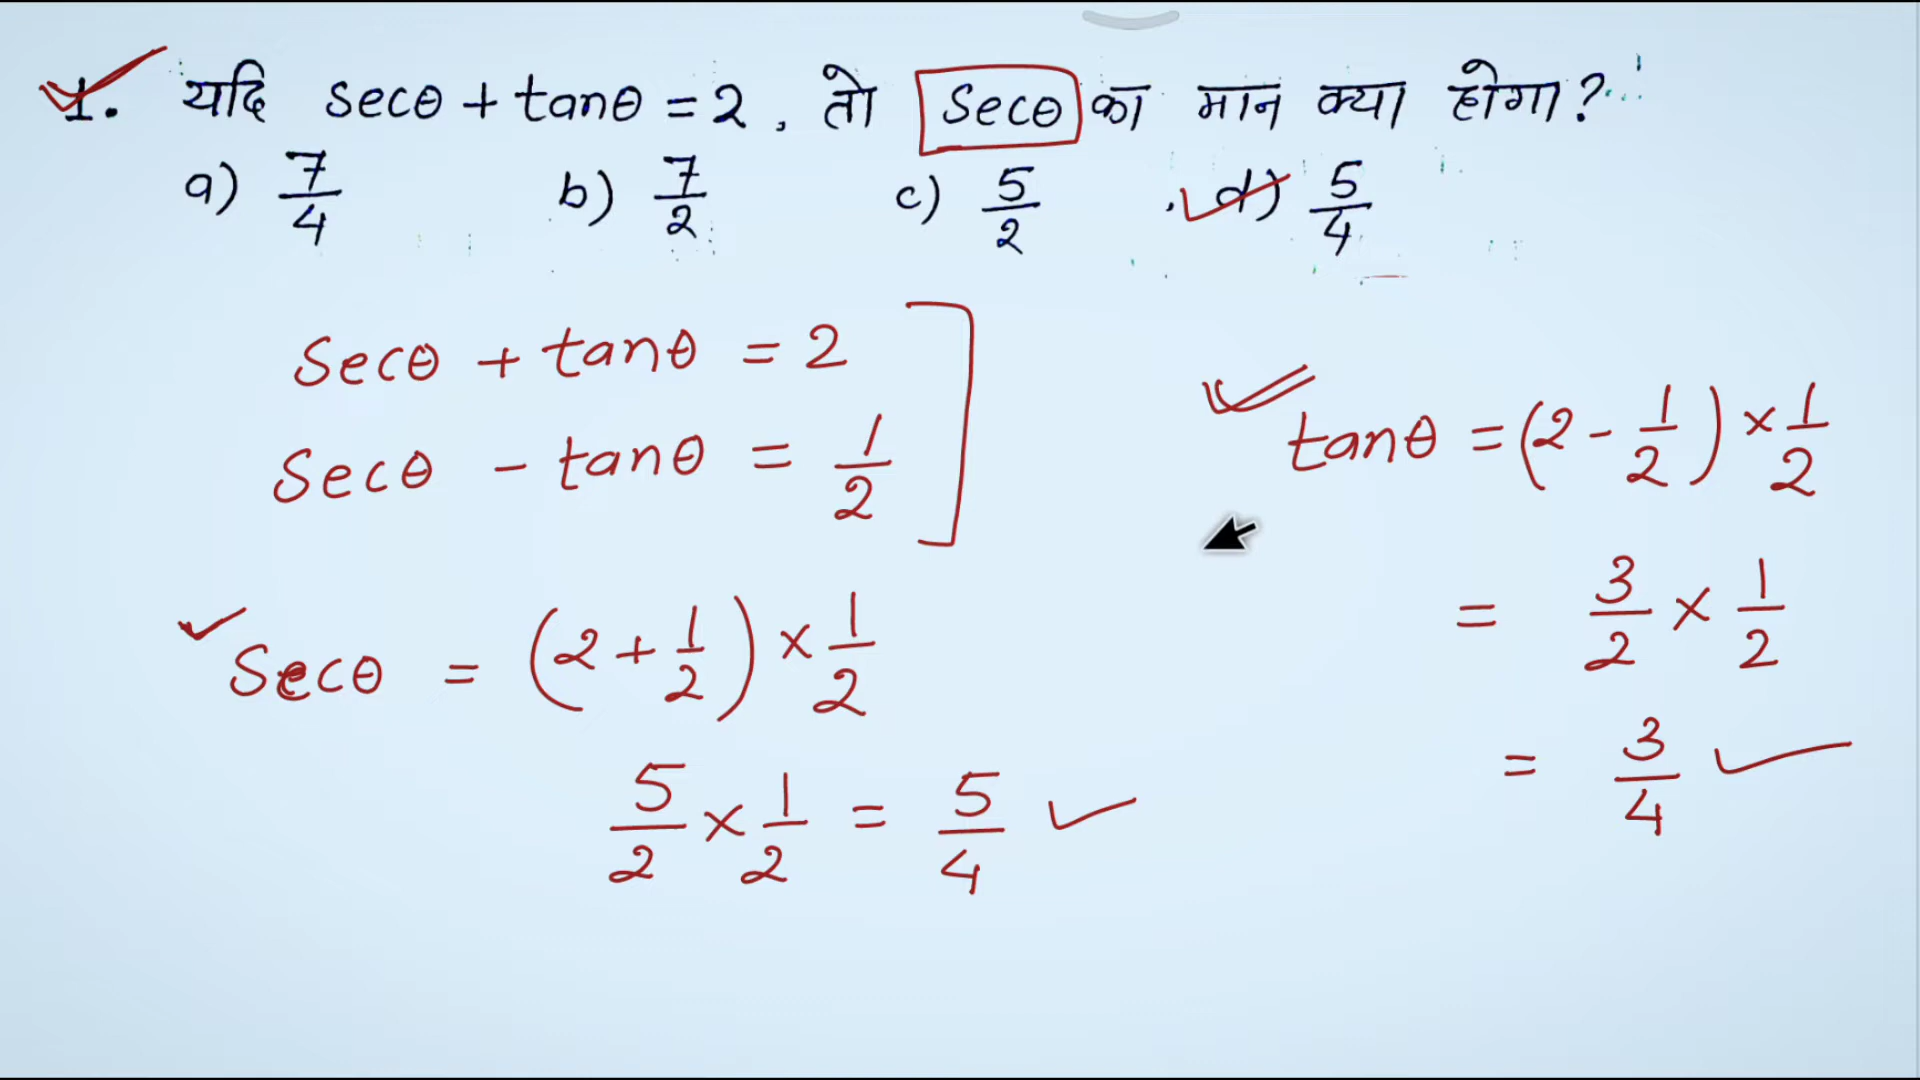 1. यदि secθ + tanθ = 2, तो Secθ का मान क्या होगा?
a) 7/4 b) 7/2 c) 5/2 d) 5/4
Secθ + tanθ = 2
Secθ - tanθ = 1/2
Secθ = (2 + 1/2) × 1/2
5/2 × 1/2 = 5/4
tanθ = (2 - 1/2) × 1/2
= 3/2 × 1/2
= 3/4